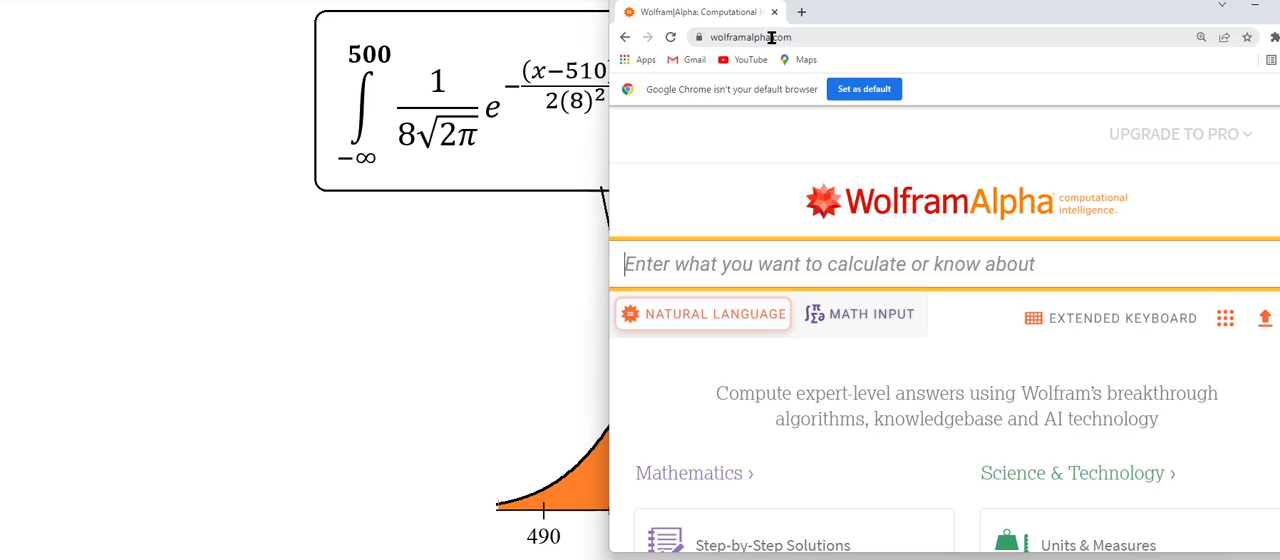 500
∫ 1/(8√2π) e −(x−510)/2(8)²
−∞
490
Wolfram|Alpha: Computational I
wolframalpha.com
Apps Gmail YouTube Maps
Google Chrome isn't your default browser Set as default
UPGRADE TO PRO
WolframAlpha computational intelligence.
Enter what you want to calculate or know about
NATURAL LANGUAGE MATH INPUT EXTENDED KEYBOARD
Compute expert-level answers using Wolfram's breakthrough
algorithms, knowledgebase and AI technology
Mathematics › Science & Technology ›
Step-by-Step Solutions Units & Measures